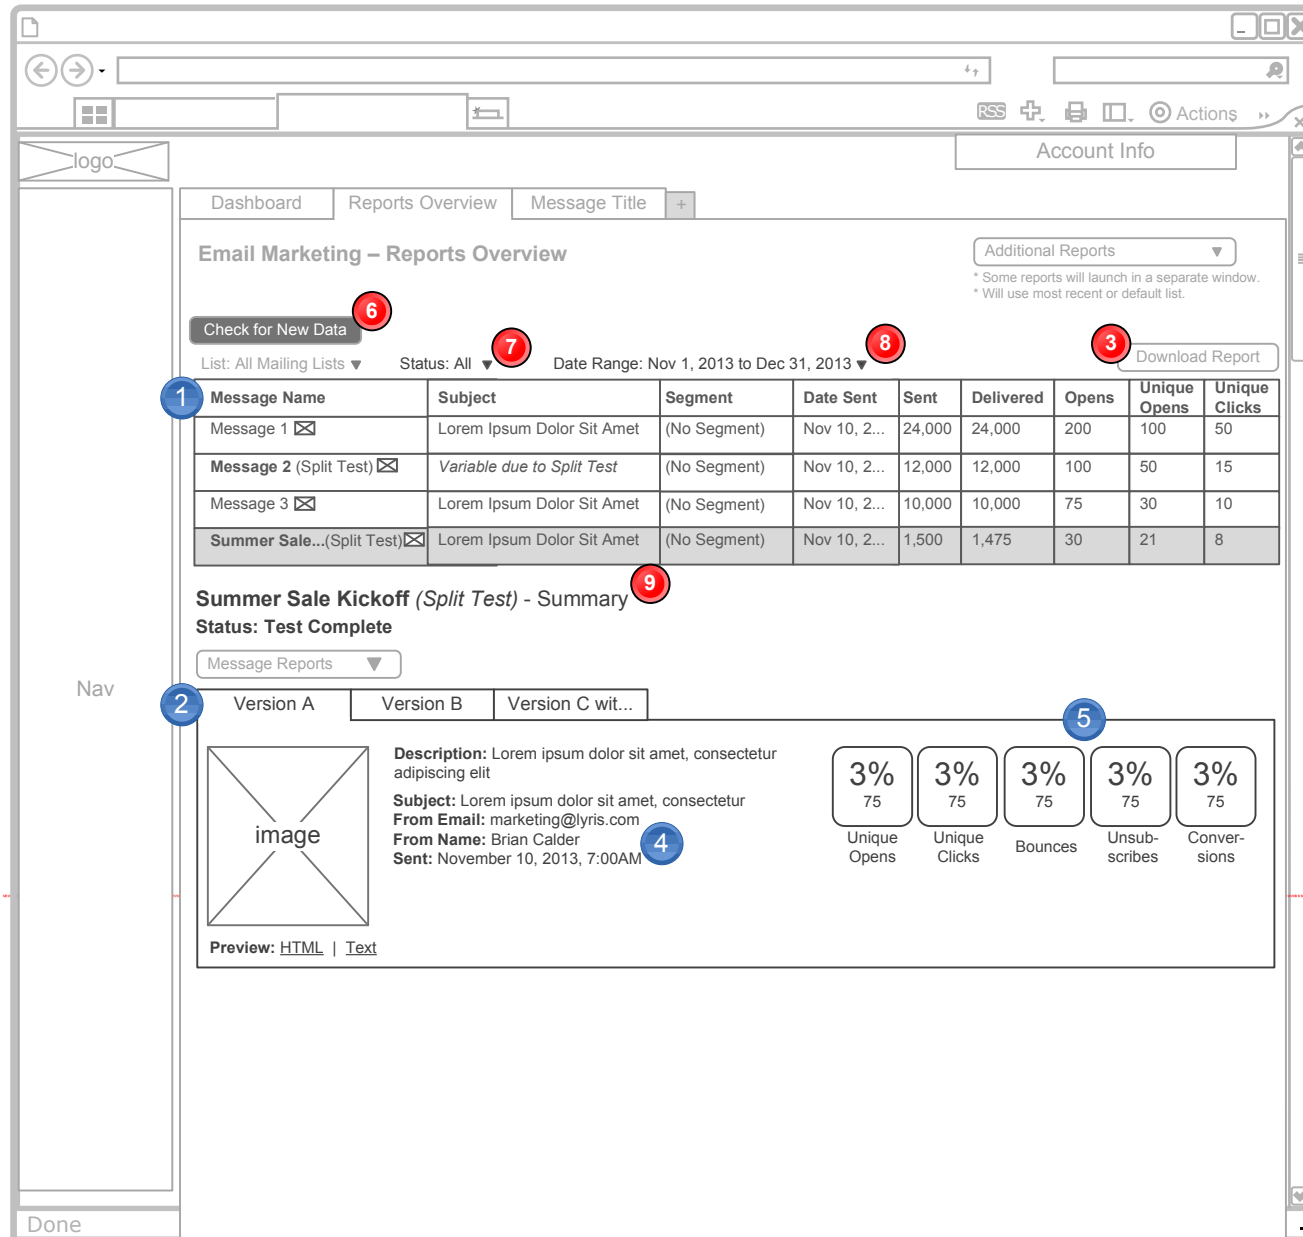 RSS
Actions
logo
Account Info
Dashboard
Reports Overview
Message Title
+
Email Marketing – Reports Overview
Additional Reports
* Some reports will launch in a separate window.
* Will use most recent or default list.
6
Check for New Data
List: All Mailing Lists
Status: All
7
Date Range: Nov 1, 2013 to Dec 31, 2013
8
3
Download Report
1
Message Name Subject Segment Date Sent Sent Delivered Opens Unique Opens Unique Clicks
Message 1 Lorem Ipsum Dolor Sit Amet (No Segment) Nov 10, 2... 24,000 24,000 200 100 50
Message 2 (Split Test) Variable due to Split Test (No Segment) Nov 10, 2... 12,000 12,000 100 50 15
Message 3 Lorem Ipsum Dolor Sit Amet (No Segment) Nov 10, 2... 10,000 10,000 75 30 10
Summer Sale...(Split Test) Lorem Ipsum Dolor Sit Amet (No Segment) Nov 10, 2... 1,500 1,475 30 21 8
Summer Sale Kickoff (Split Test) - Summary
9
Status: Test Complete
Message Reports
Nav
2
Version A
Version B
Version C wit...
image
Preview: HTML | Text
Description: Lorem ipsum dolor sit amet, consectetur
adipiscing elit
Subject: Lorem ipsum dolor sit amet, consectetur
From Email: marketing@lyris.com
From Name: Brian Calder
Sent: November 10, 2013, 7:00AM
4
5
3% 3% 3% 3% 3%
75 75 75 75 75
Unique Opens
Unique Clicks
Bounces
Unsub-
scribes
Conver-
sions
Done